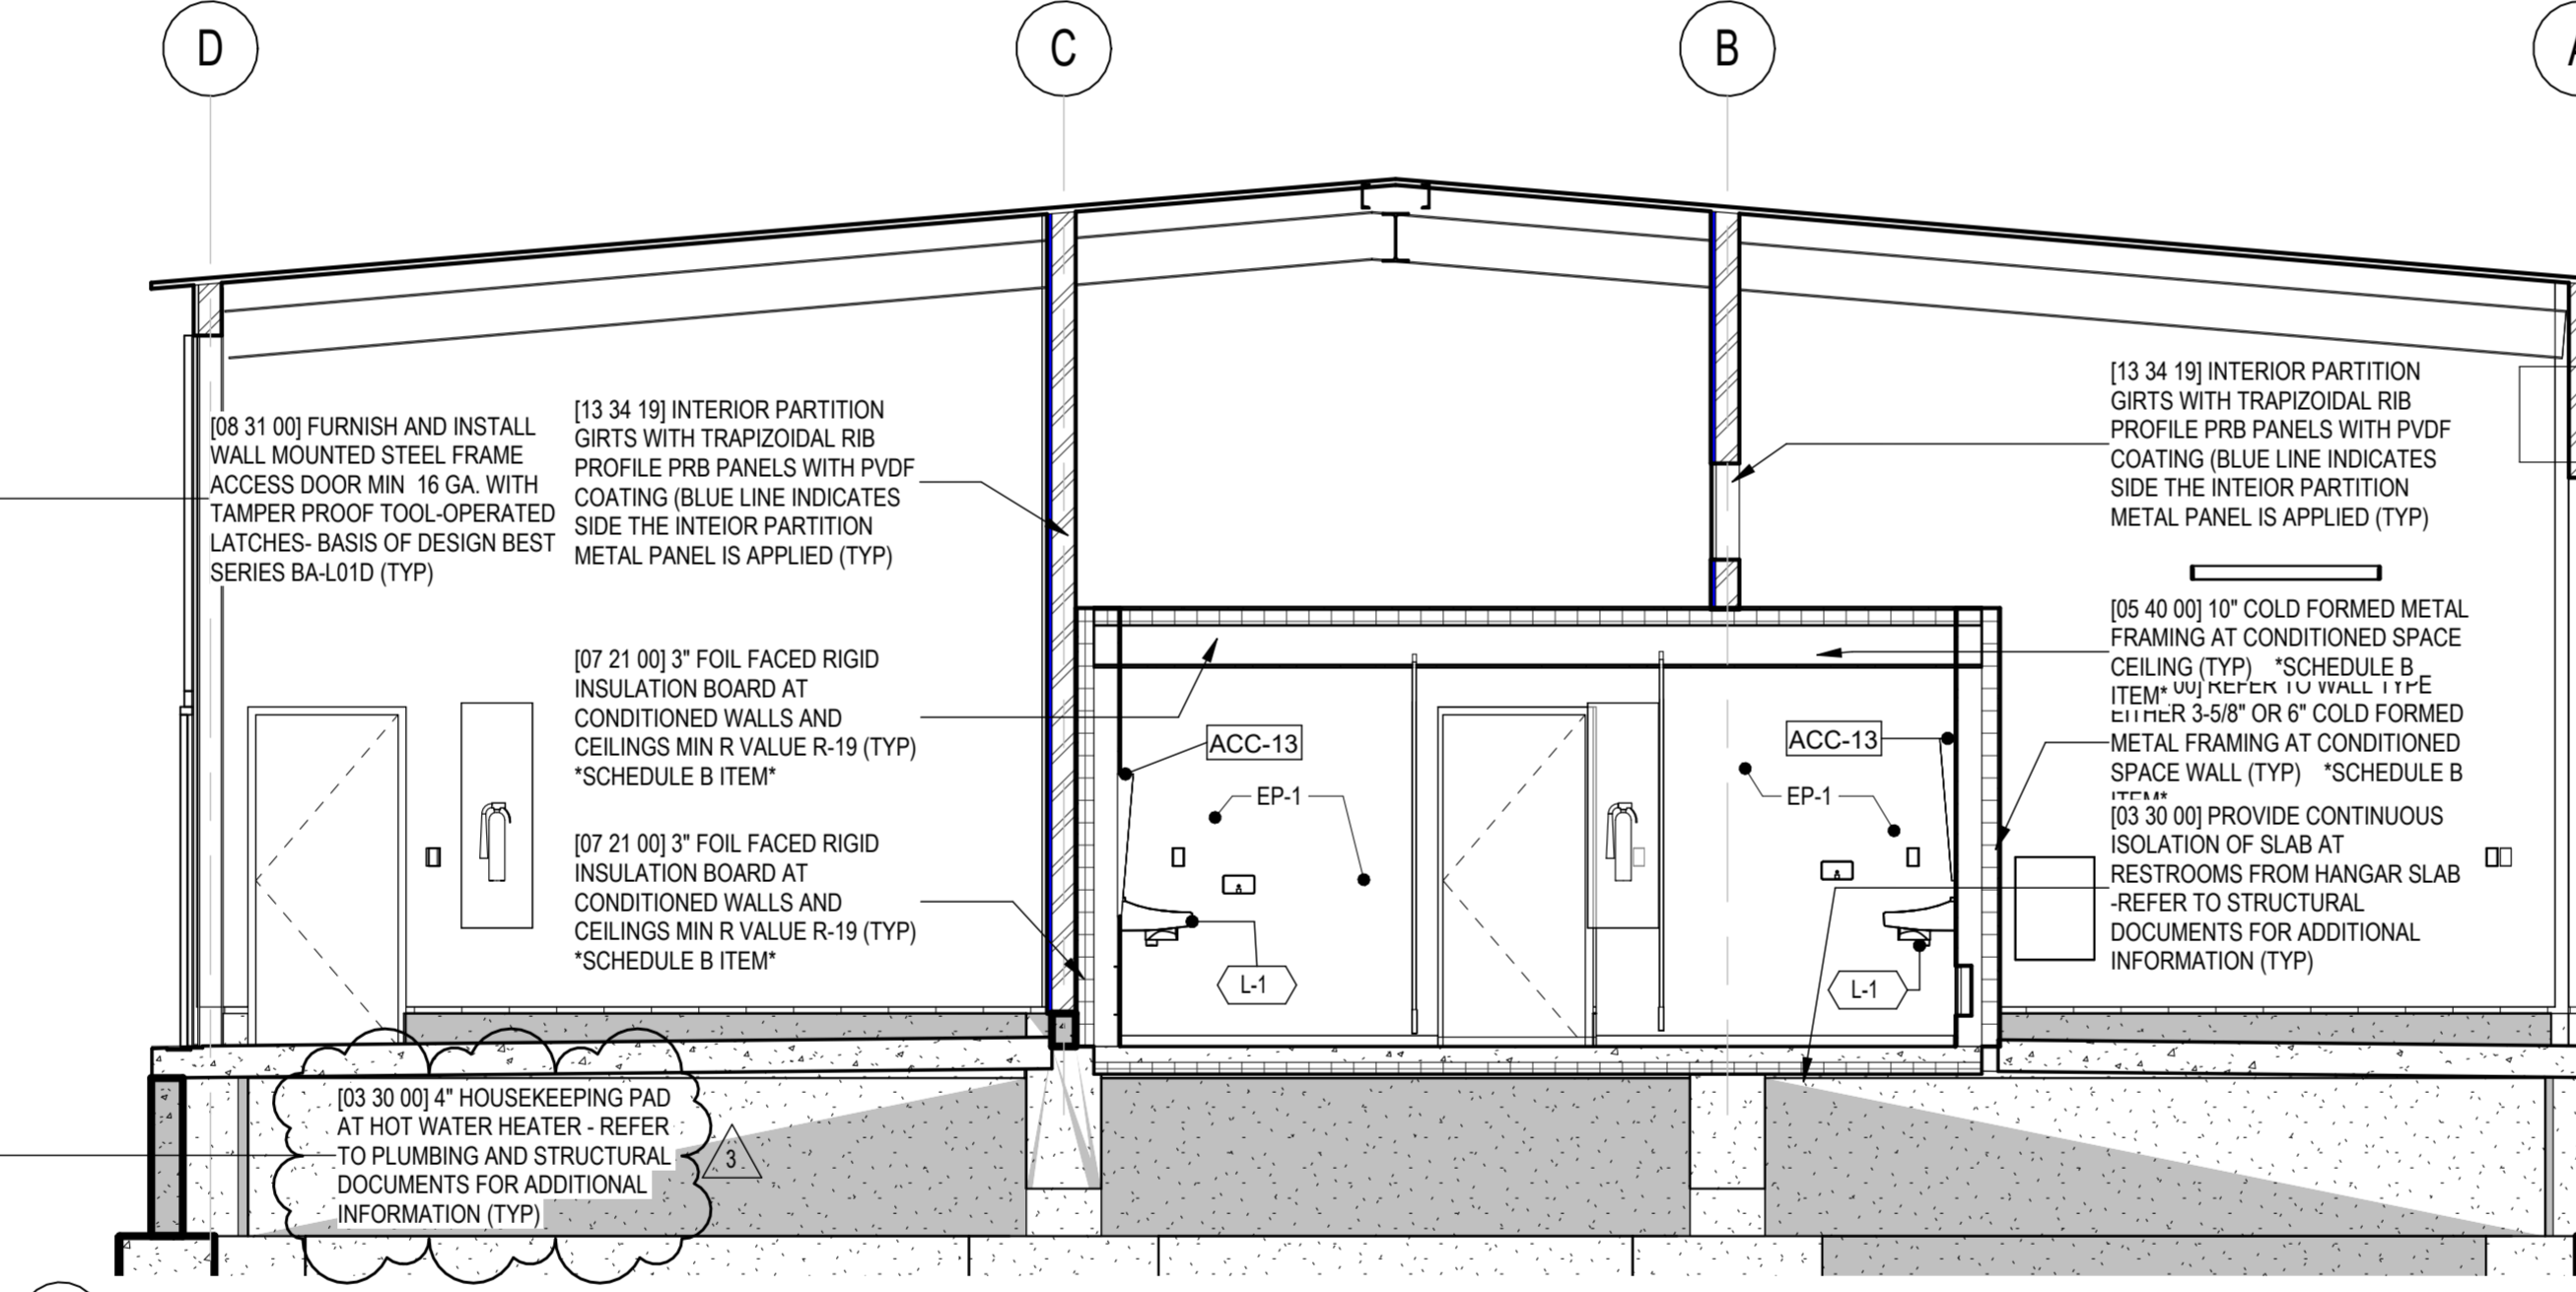 D
C
B
[08 31 00] FURNISH AND INSTALL
WALL MOUNTED STEEL FRAME
ACCESS DOOR MIN 16 GA. WITH
TAMPER PROOF TOOL-OPERATED
LATCHES- BASIS OF DESIGN BEST
SERIES BA-L01D (TYP)
[13 34 19] INTERIOR PARTITION
GIRTS WITH TRAPIZOIDAL RIB
PROFILE PRB PANELS WITH PVDF
COATING (BLUE LINE INDICATES
SIDE THE INTEIOR PARTITION
METAL PANEL IS APPLIED (TYP)
[07 21 00] 3" FOIL FACED RIGID
INSULATION BOARD AT
CONDITIONED WALLS AND
CEILINGS MIN R VALUE R-19 (TYP)
*SCHEDULE B ITEM*
[07 21 00] 3" FOIL FACED RIGID
INSULATION BOARD AT
CONDITIONED WALLS AND
CEILINGS MIN R VALUE R-19 (TYP)
*SCHEDULE B ITEM*
ACC-13
EP-1
L-1
ACC-13
EP-1
L-1
[13 34 19] INTERIOR PARTITION
GIRTS WITH TRAPIZOIDAL RIB
PROFILE PRB PANELS WITH PVDF
COATING (BLUE LINE INDICATES
SIDE THE INTEIOR PARTITION
METAL PANEL IS APPLIED (TYP)
[05 40 00] 10" COLD FORMED METAL
FRAMING AT CONDITIONED SPACE
CEILING (TYP) *SCHEDULE B
ITEM*
00] REFER TO WALL TYPE
EITHER 3-5/8" OR 6" COLD FORMED
METAL FRAMING AT CONDITIONED
SPACE WALL (TYP) *SCHEDULE B
ITEM*
[03 30 00] PROVIDE CONTINUOUS
ISOLATION OF SLAB AT
RESTROOMS FROM HANGAR SLAB
-REFER TO STRUCTURAL
DOCUMENTS FOR ADDITIONAL
INFORMATION (TYP)
[03 30 00] 4" HOUSEKEEPING PAD
AT HOT WATER HEATER - REFER
TO PLUMBING AND STRUCTURAL
DOCUMENTS FOR ADDITIONAL
INFORMATION (TYP)
3